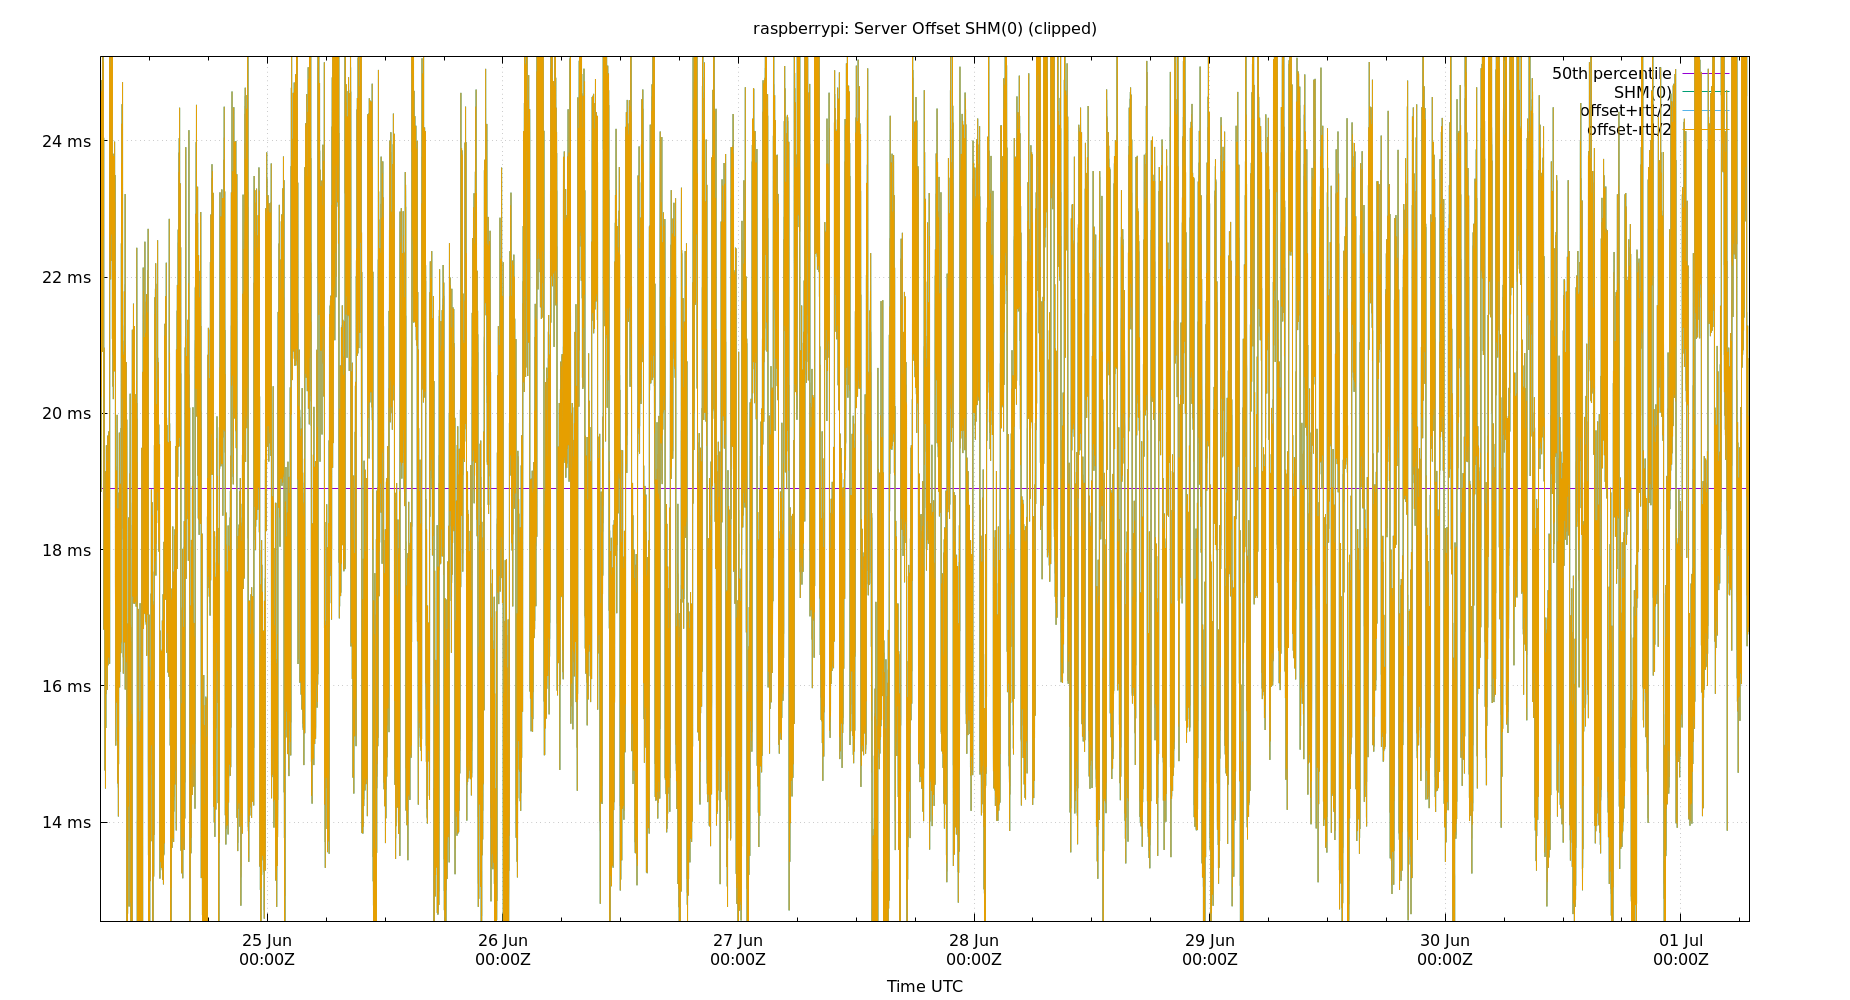 raspberrypi: Server Offset SHM(0) (clipped)
50th percentile
SHM(0)
offset+rtt/2
offset-rtt/2
24 ms
22 ms
20 ms
18 ms
16 ms
14 ms
25 Jun 26 Jun 27 Jun 28 Jun 29 Jun 30 Jun 01 Jul
00:00Z 00:00Z 00:00Z 00:00Z 00:00Z 00:00Z 00:00Z
Time UTC